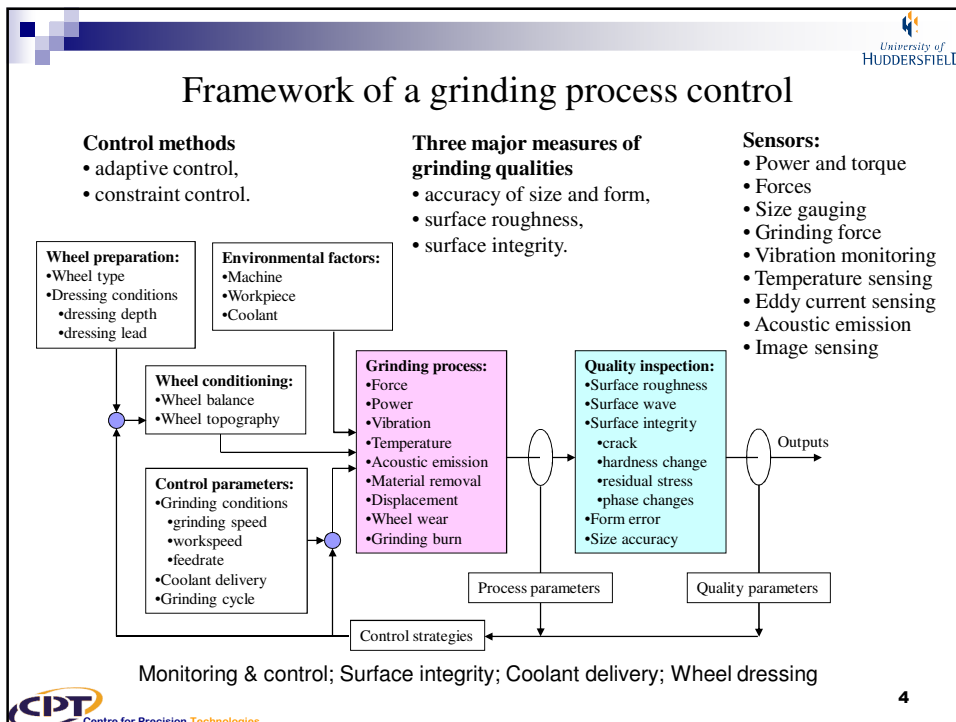 University of
HUDDERSFIELD
Framework of a grinding process control
Control methods
• adaptive control,
• constraint control.
Three major measures of
grinding qualities
• accuracy of size and form,
• surface roughness,
• surface integrity.
Sensors:
• Power and torque
• Forces
• Size gauging
• Grinding force
• Vibration monitoring
• Temperature sensing
• Eddy current sensing
• Acoustic emission
• Image sensing
Wheel preparation:
•Wheel type
•Dressing conditions
•dressing depth
•dressing lead
Environmental factors:
•Machine
•Workpiece
•Coolant
Wheel conditioning:
•Wheel balance
•Wheel topography
Control parameters:
•Grinding conditions
•grinding speed
•workspeed
•feedrate
•Coolant delivery
•Grinding cycle
Grinding process:
•Force
•Power
•Vibration
•Temperature
•Acoustic emission
•Material removal
•Displacement
•Wheel wear
•Grinding burn
Quality inspection:
•Surface roughness
•Surface wave
•Surface integrity
•crack
•hardness change
•residual stress
•phase changes
•Form error
•Size accuracy
Outputs
Process parameters
Quality parameters
Control strategies
Monitoring & control; Surface integrity; Coolant delivery; Wheel dressing
CPT
Centre for Precision Technologies
4